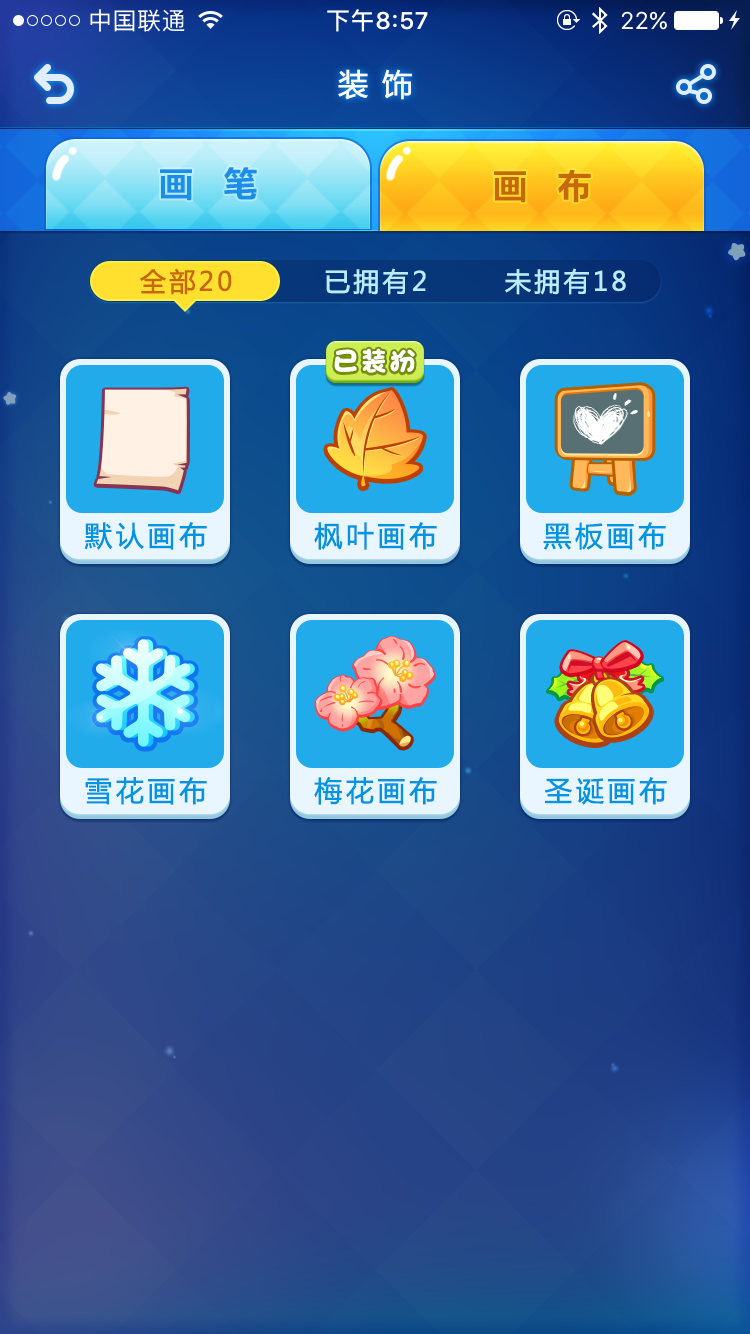 中国联通 下午8:57 22%
装饰
画笔 画布
全部20 已拥有2 未拥有18
已装扮
默认画布 枫叶画布 黑板画布
雪花画布 梅花画布 圣诞画布